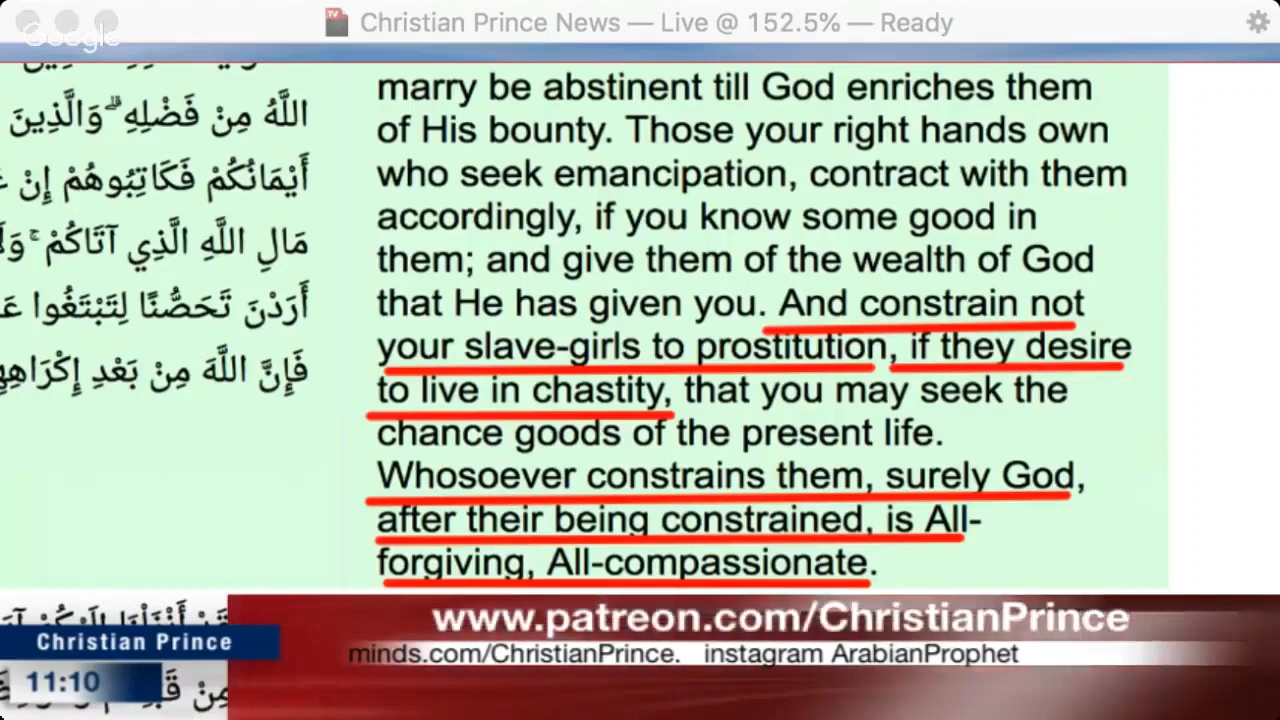 TV
Christian Prince News — Live @ 152.5% — Ready
Google
marry be abstinent till God enriches them
of His bounty. Those your right hands own
who seek emancipation, contract with them
accordingly, if you know some good in
them; and give them of the wealth of God
that He has given you. And constrain not
your slave-girls to prostitution, if they desire
to live in chastity, that you may seek the
chance goods of the present life.
Whosoever constrains them, surely God,
after their being constrained, is All-
forgiving, All-compassionate.
اللَّهُ مِنْ فَضْلِهِ ۗ وَالَّذِينَ
أَيْمَانُكُمْ فَكَاتِبُوهُمْ إِنْ
مَالِ اللَّهِ الَّذِي آتَاكُمْ ۚ
أَرَدْنَ تَحَصُّنًا لِتَبْتَغُوا
فَإِنَّ اللَّهَ مِنْ بَعْدِ
www.patreon.com/ChristianPrince
Christian Prince
minds.com/ChristianPrince. instagram ArabianProphet
11:10